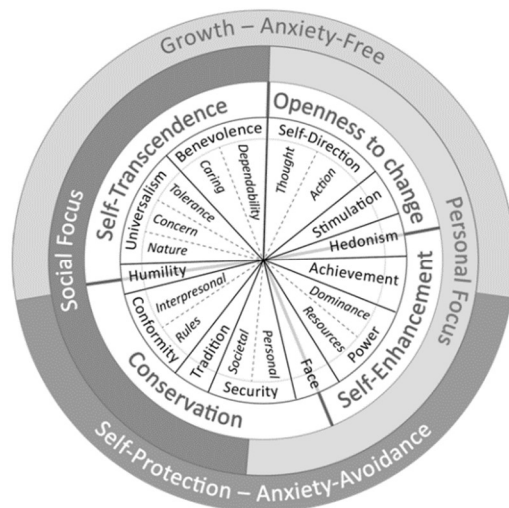 Growth – Anxiety-Free
Social Focus
Personal Focus
Self-Protection – Anxiety-Avoidance
Self-Transcendence
Openness to change
Self-Enhancement
Conservation
Benevolence
Caring
Dependability
Universalism
Tolerance
Concern
Nature
Humility
Conformity
Interpresonal
Rules
Tradition
Security
Societal
Personal
Face
Power
Dominance
Resources
Achievement
Hedonism
Stimulation
Self-Direction
Thought
Action